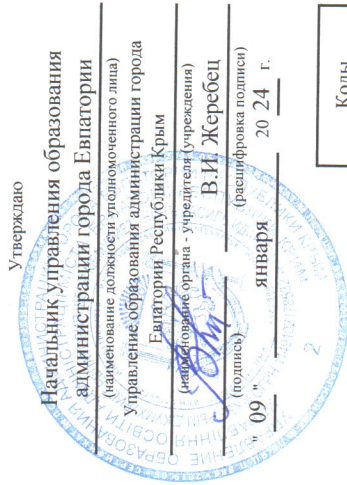 Утверждаю
Начальник управления образования
администрации города Евпатории
(наименование должности уполномоченного лица)
Управление образования администрации города
Евпатории Республики Крым
(наименование органа - учредителя (учреждения)
В.И. Жеребец
(подпись) (расшифровка подписи)
" 09 " января 20 24 г.
Коды